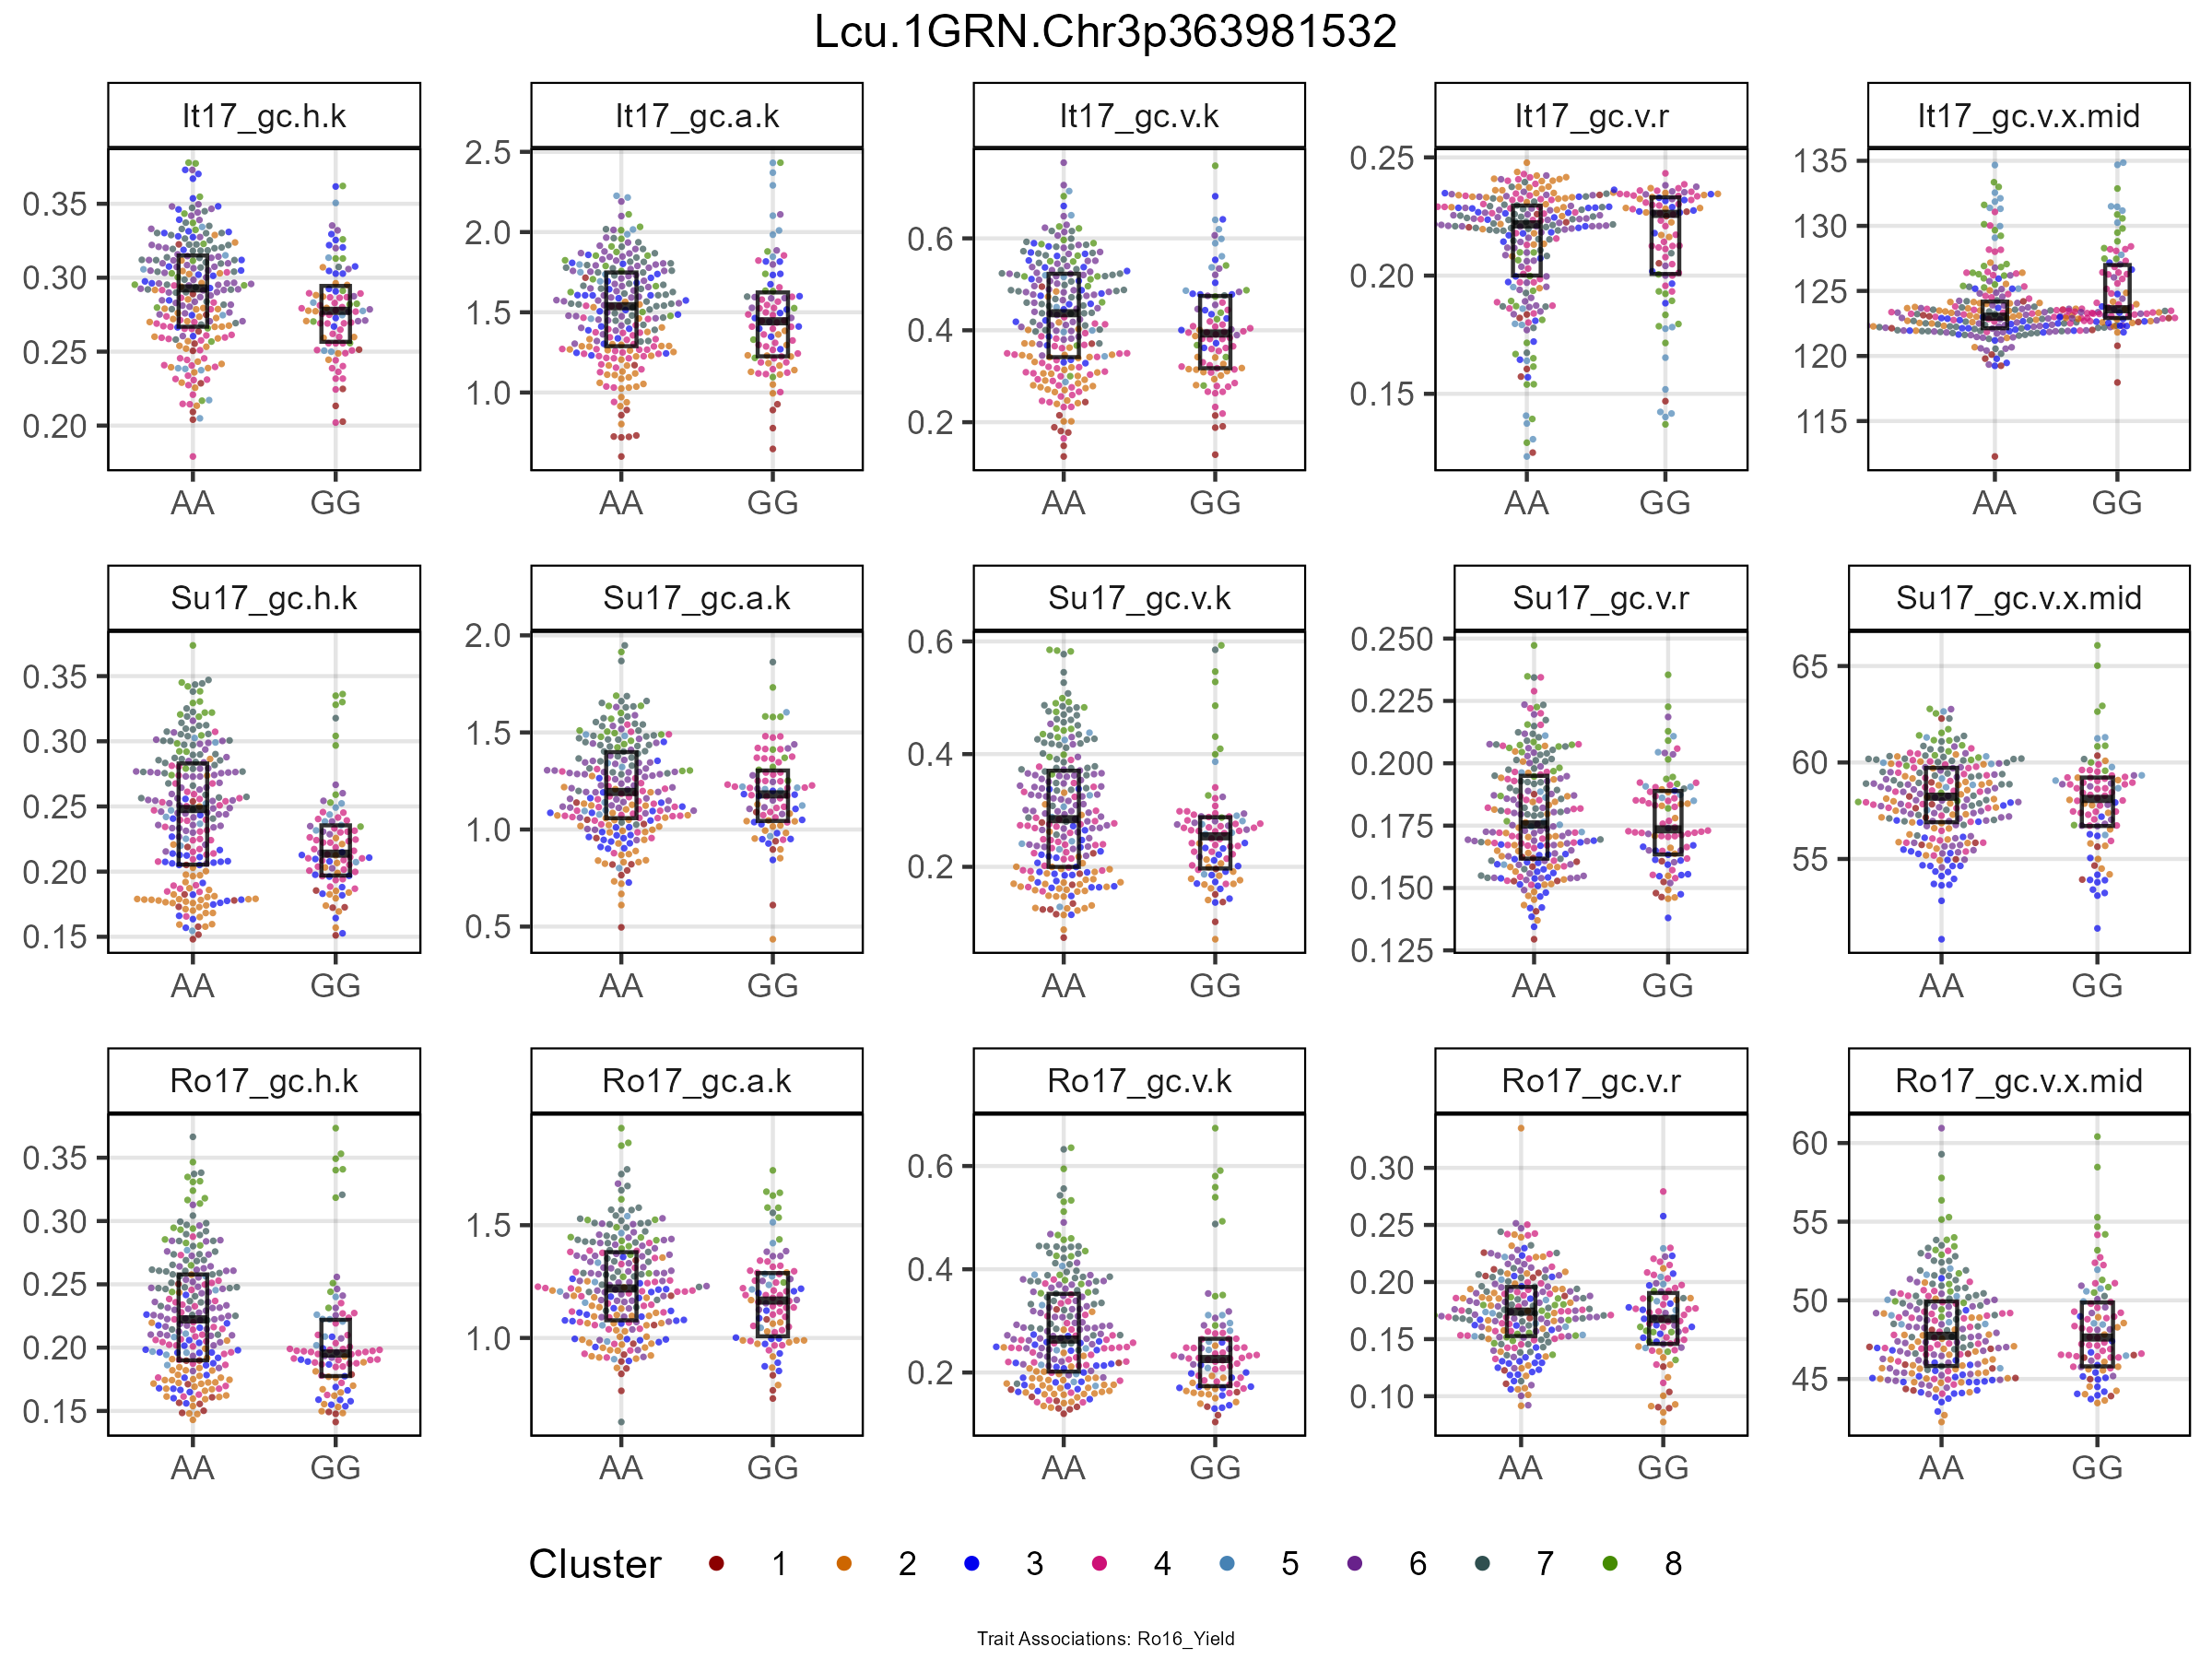 Lcu.1GRN.Chr3p363981532
It17_gc.h.k It17_gc.a.k It17_gc.v.k It17_gc.v.r It17_gc.v.x.mid
0.35 0.30 0.25 0.20
2.5 2.0 1.5 1.0
0.6 0.4 0.2
0.25 0.20 0.15
135 130 125 120 115
AA GG AA GG AA GG AA GG AA GG
Su17_gc.h.k Su17_gc.a.k Su17_gc.v.k Su17_gc.v.r Su17_gc.v.x.mid
0.35 0.30 0.25 0.20 0.15
2.0 1.5 1.0 0.5
0.6 0.4 0.2
0.250 0.225 0.200 0.175 0.150 0.125
65 60 55
AA GG AA GG AA GG AA GG AA GG
Ro17_gc.h.k Ro17_gc.a.k Ro17_gc.v.k Ro17_gc.v.r Ro17_gc.v.x.mid
0.35 0.30 0.25 0.20 0.15
1.5 1.0
0.6 0.4 0.2
0.30 0.25 0.20 0.15 0.10
60 55 50 45
AA GG AA GG AA GG AA GG AA GG
Cluster 1 2 3 4 5 6 7 8
Trait Associations: Ro16_Yield